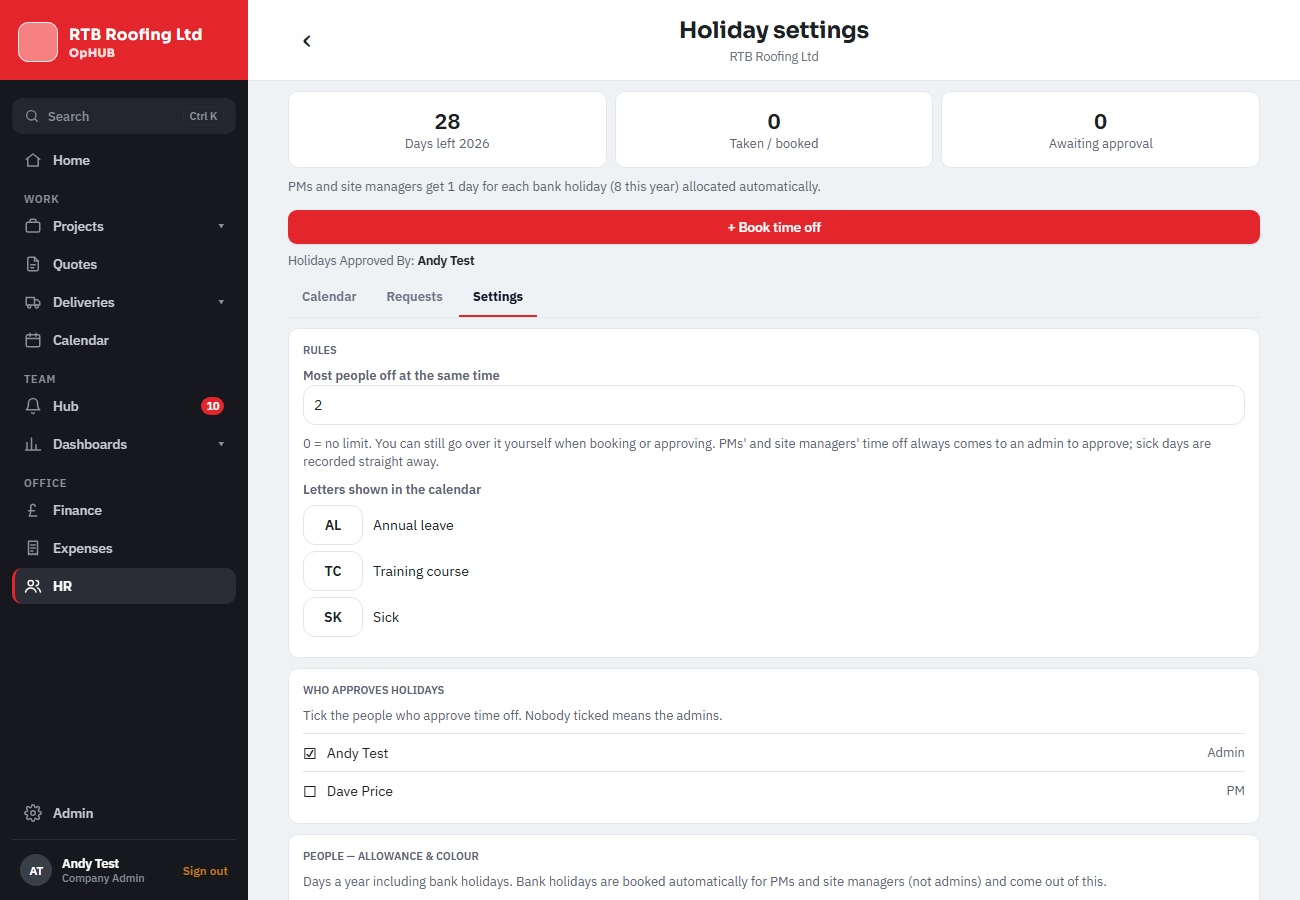 RTB Roofing Ltd
OpHUB
Search Ctrl K
Home
WORK
Projects
Quotes
Deliveries
Calendar
TEAM
Hub 10
Dashboards
OFFICE
Finance
Expenses
HR
Admin
AT
Andy Test
Company Admin
Sign out
Holiday settings
RTB Roofing Ltd
28
Days left 2026
0
Taken / booked
0
Awaiting approval
PMs and site managers get 1 day for each bank holiday (8 this year) allocated automatically.
+ Book time off
Holidays Approved By: Andy Test
Calendar Requests Settings
RULES
Most people off at the same time
2
0 = no limit. You can still go over it yourself when booking or approving. PMs' and site managers' time off always comes to an admin to approve; sick days are
recorded straight away.
Letters shown in the calendar
AL Annual leave
TC Training course
SK Sick
WHO APPROVES HOLIDAYS
Tick the people who approve time off. Nobody ticked means the admins.
Andy Test Admin
Dave Price PM
PEOPLE — ALLOWANCE & COLOUR
Days a year including bank holidays. Bank holidays are booked automatically for PMs and site managers (not admins) and come out of this.